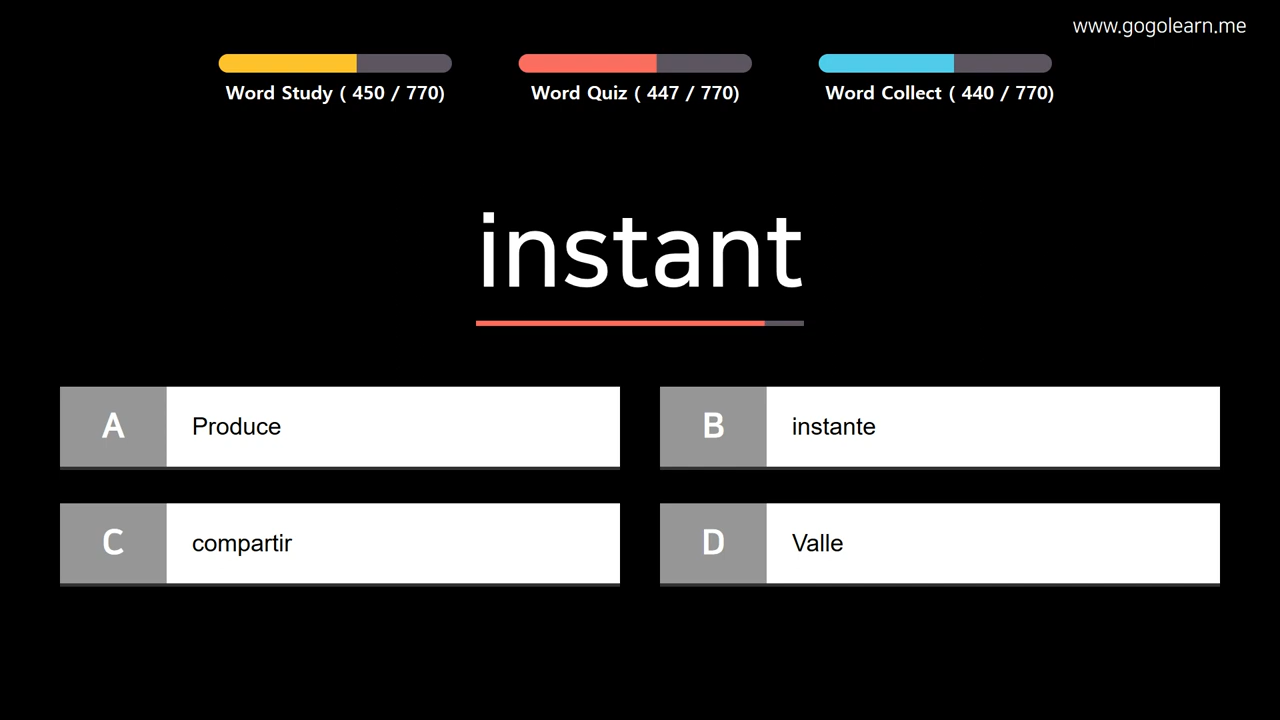 www.gogolearn.me
Word Study ( 450 / 770)
Word Quiz ( 447 / 770)
Word Collect ( 440 / 770)
instant
A
Produce
B
instante
C
compartir
D
Valle